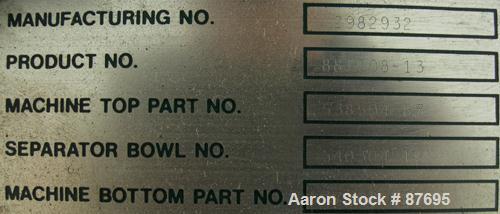 MANUFACTURING NO. 2982932
PRODUCT NO.
MACHINE TOP PART NO.
SEPARATOR BOWL NO.
MACHINE BOTTOM PART NO.
Aaron Stock # 87695